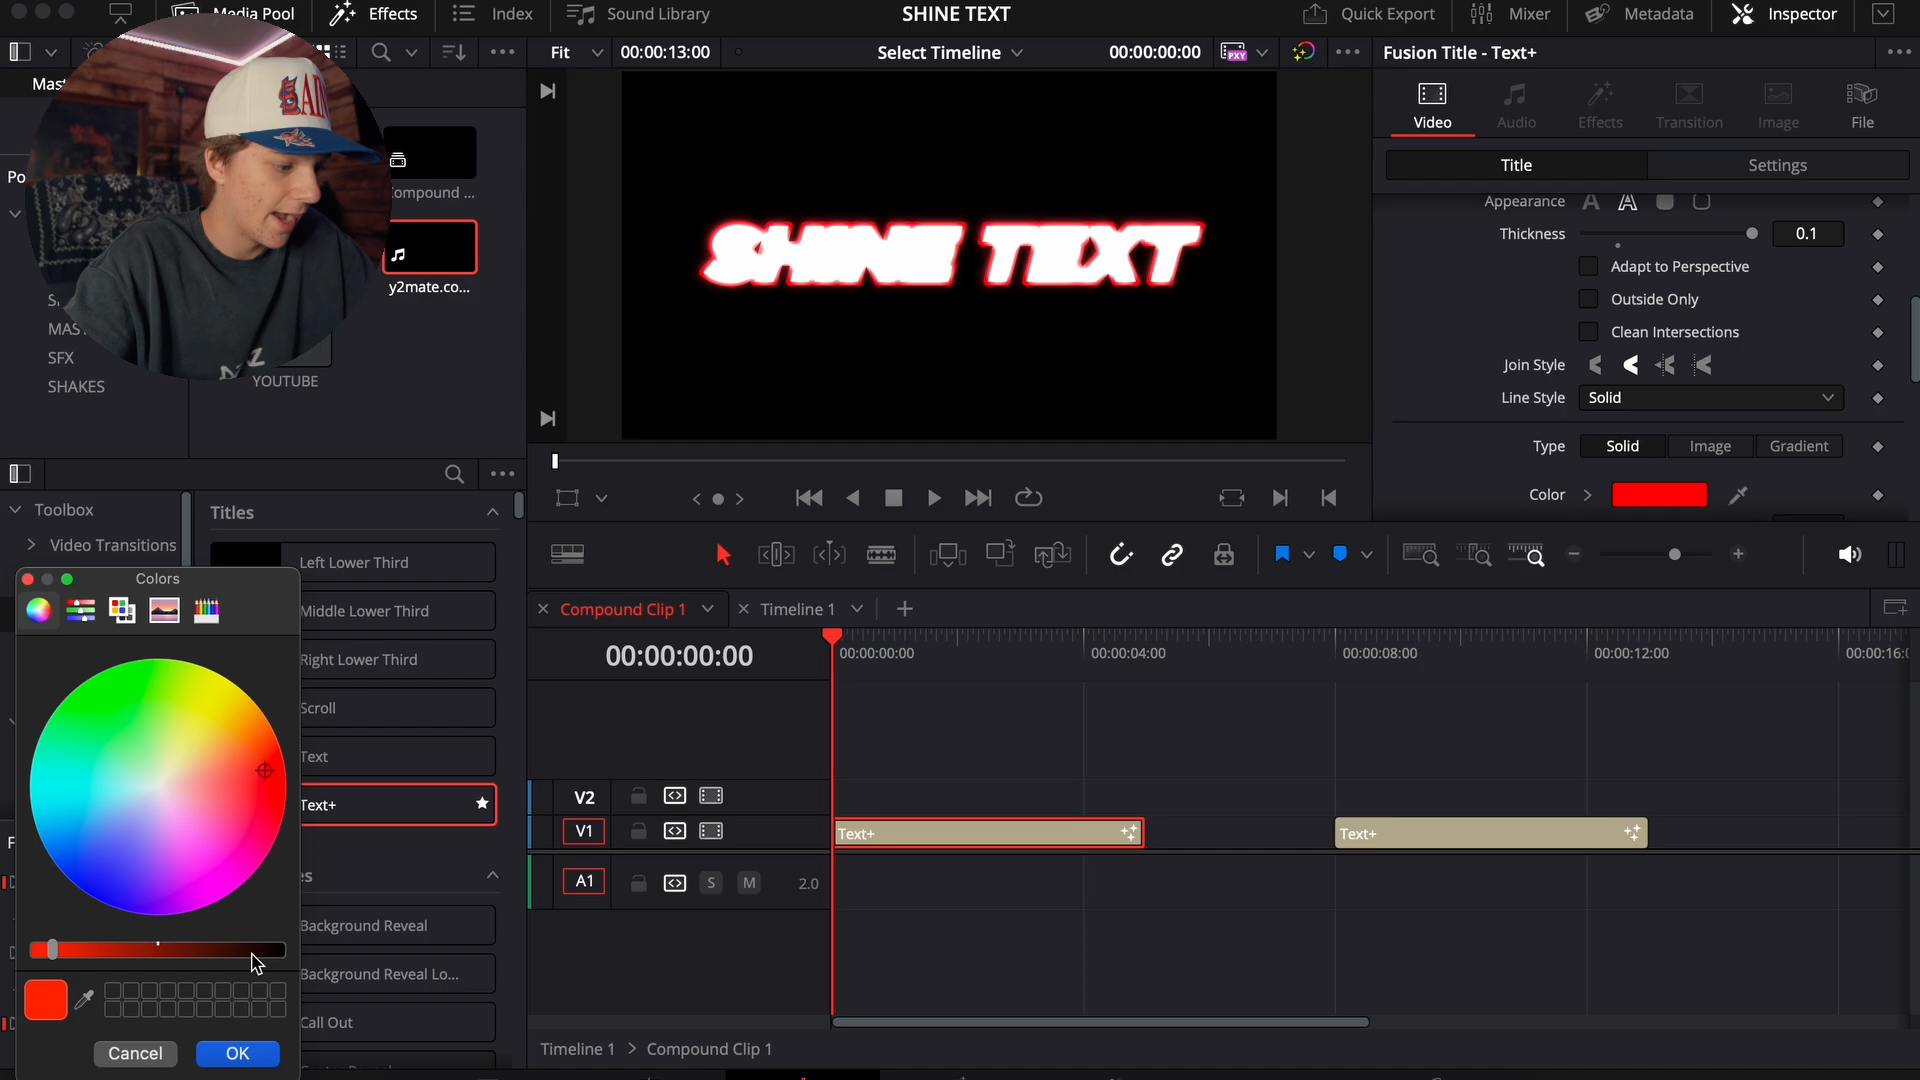 Media Pool
Effects
Index
Sound Library
SHINE TEXT
Quick Export
Mixer
Metadata
Inspector
Fit
00:00:13:00
Select Timeline
00:00:00:00
PXY
Fusion Title - Text+
Video
Audio
Effects
Transition
Image
File
Title
Settings
Mas
Po
MAS
SFX
SHAKES
Compound ...
y2mate.co...
YOUTUBE
SAIN
SHINE TEXT
Appearance
Thickness
0.1
Adapt to Perspective
Outside Only
Clean Intersections
Join Style
Line Style
Solid
Type
Solid
Image
Gradient
Color
Toolbox
Video Transitions
Titles
Left Lower Third
Middle Lower Third
Right Lower Third
Scroll
Text
Text+
es
Background Reveal
Background Reveal Lo...
Call Out
Colors
Cancel
OK
Compound Clip 1
Timeline 1
00:00:00:00
00:00:00:00
00:00:04:00
00:00:08:00
00:00:12:00
00:00:16:0
V2
V1
Text+
Text+
A1
S
M
2.0
Timeline 1 > Compound Clip 1